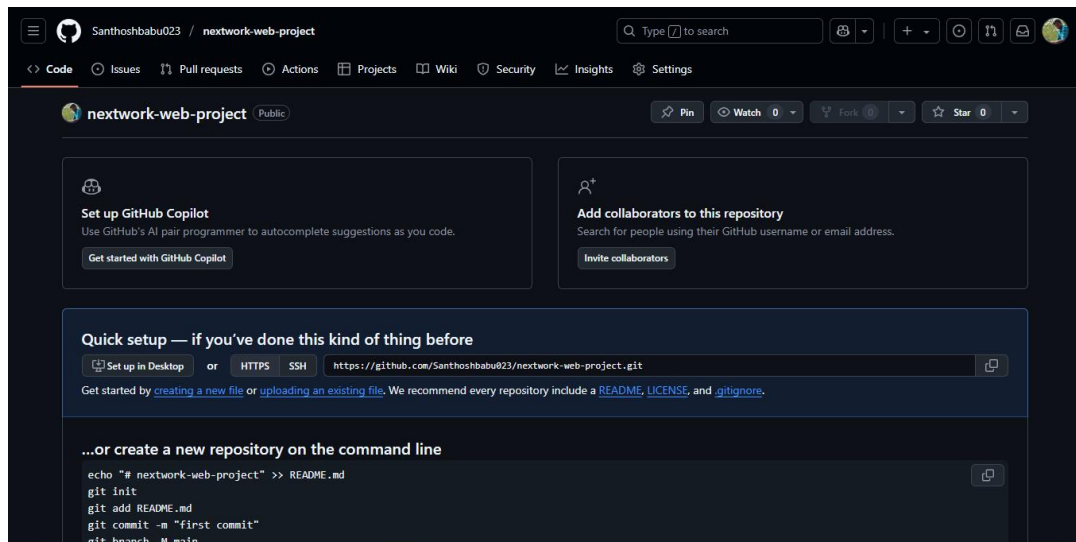 Santhoshbabu023 / nextwork-web-project Type / to search
Code Issues Pull requests Actions Projects Wiki Security Insights Settings
nextwork-web-project Public Pin Watch 0 Fork 0 Star 0
Set up GitHub Copilot
Use GitHub's AI pair programmer to autocomplete suggestions as you code.
Get started with GitHub Copilot
Add collaborators to this repository
Search for people using their GitHub username or email address.
Invite collaborators
Quick setup — if you've done this kind of thing before
Set up in Desktop or HTTPS SSH https://github.com/Santhoshbabu023/nextwork-web-project.git
Get started by creating a new file or uploading an existing file. We recommend every repository include a README, LICENSE, and .gitignore.
...or create a new repository on the command line
echo "# nextwork-web-project" >> README.md
git init
git add README.md
git commit -m "first commit"
git branch -M main